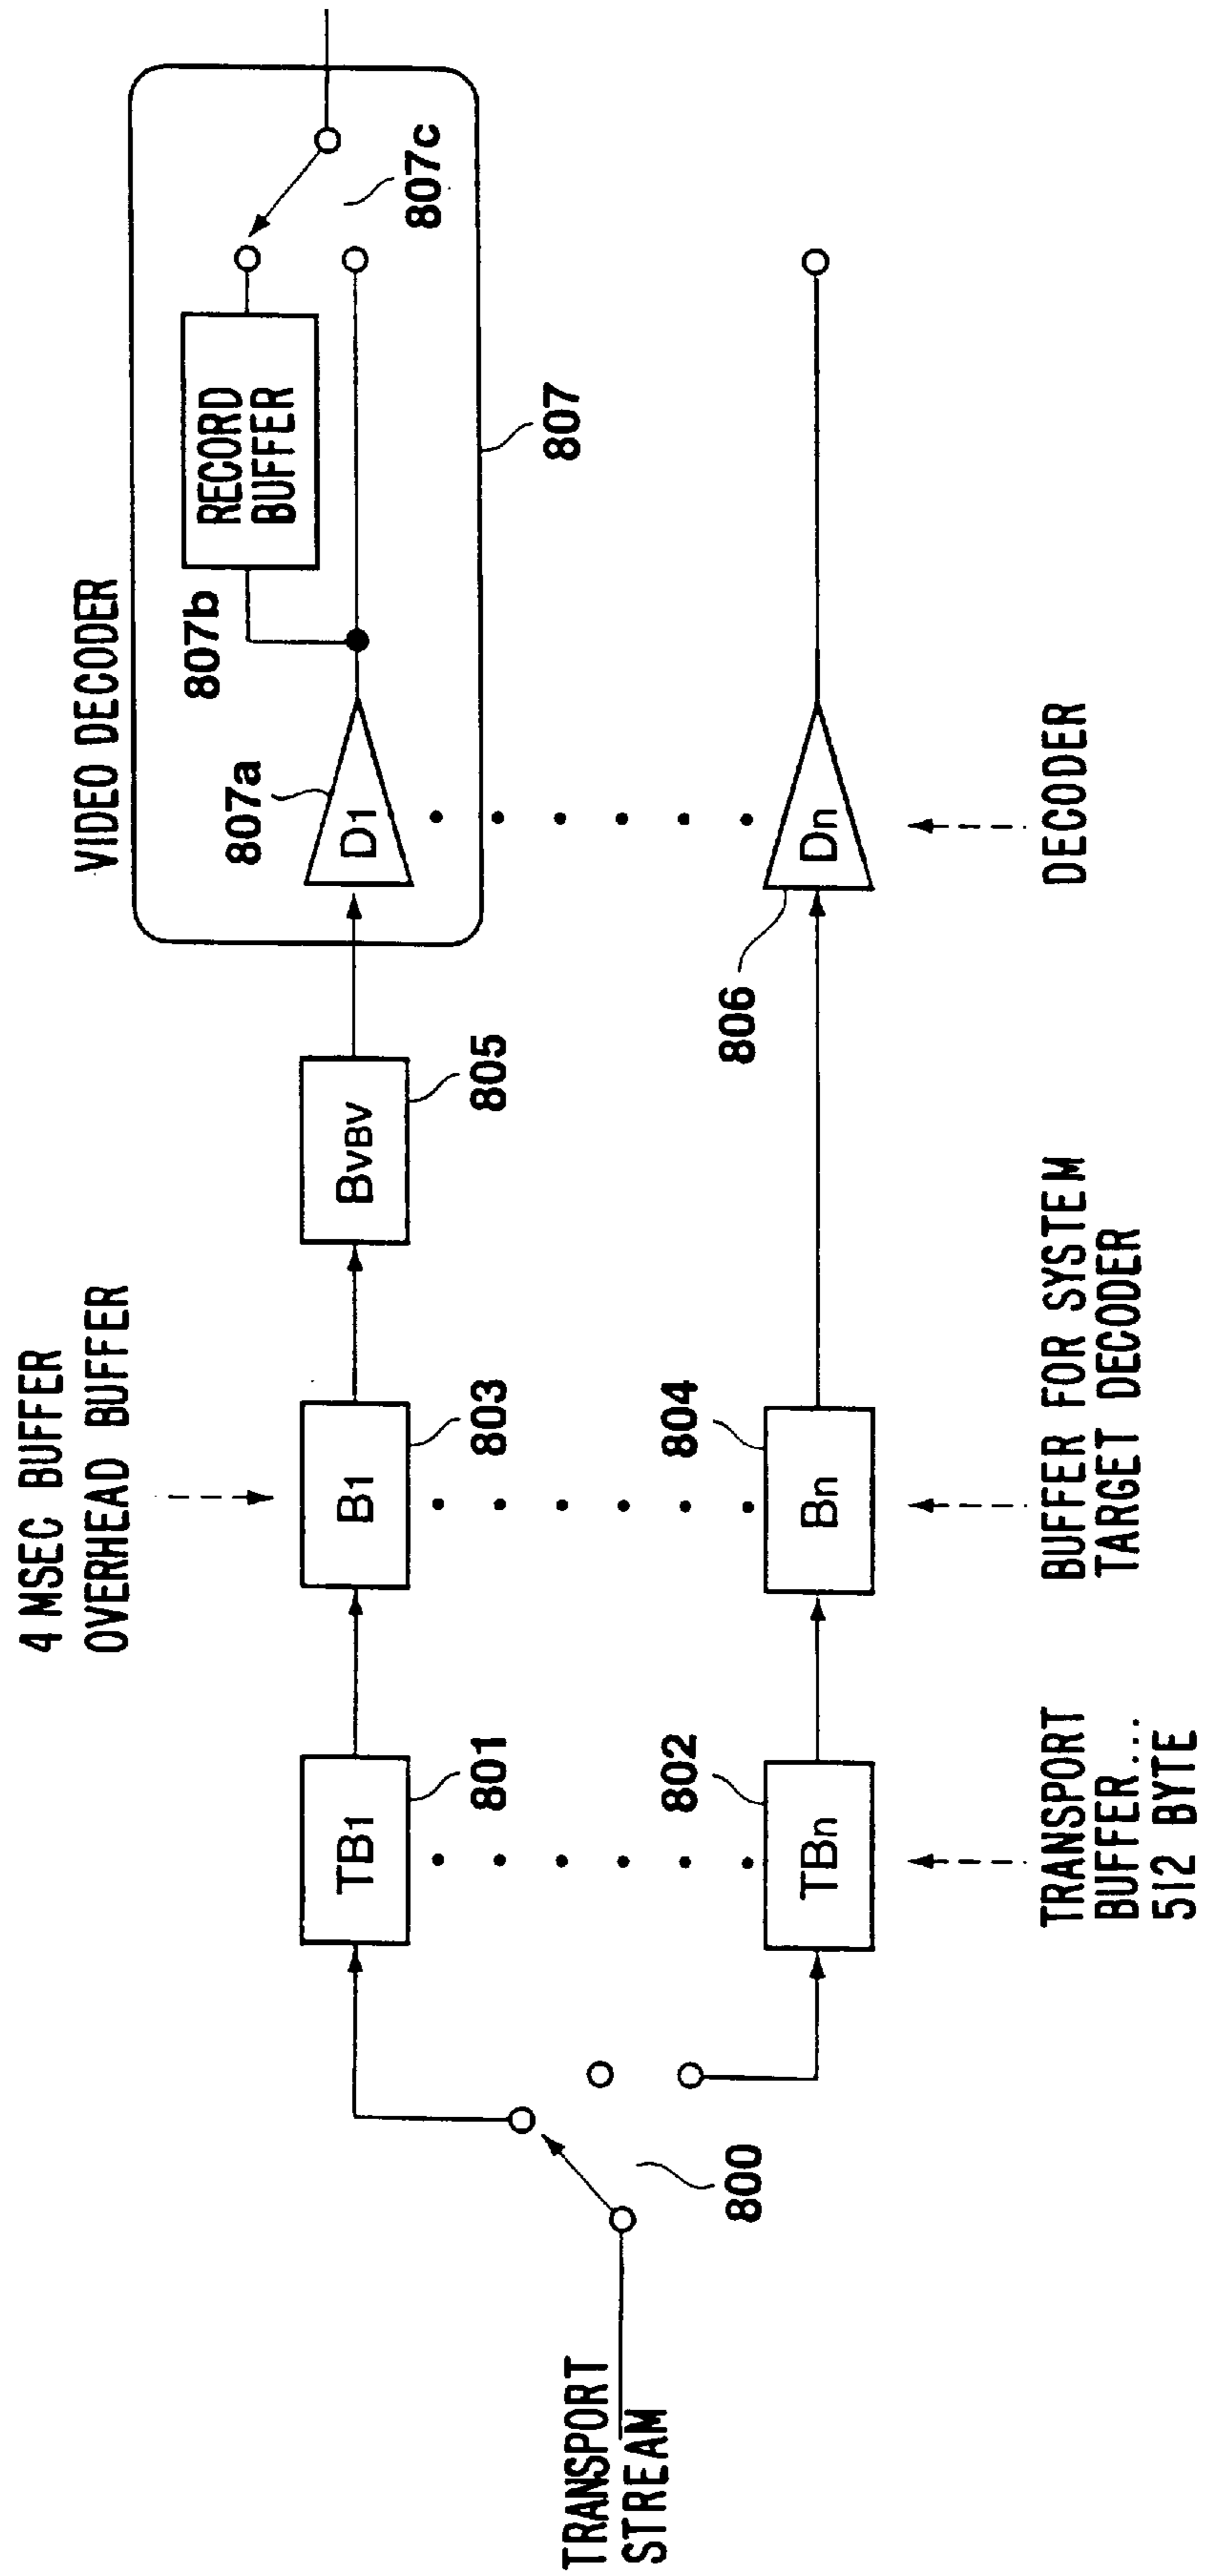 4 MSEC BUFFER
OVERHEAD BUFFER
VIDEO DECODER
807b
RECORD
BUFFER
807a
807c
TB1
B1
BVBV
D1
801
803
805
807
TRANSPORT
STREAM
800
802
804
806
TBn
Bn
Dn
TRANSPORT
BUFFER...
512 BYTE
BUFFER FOR SYSTEM
TARGET DECODER
DECODER